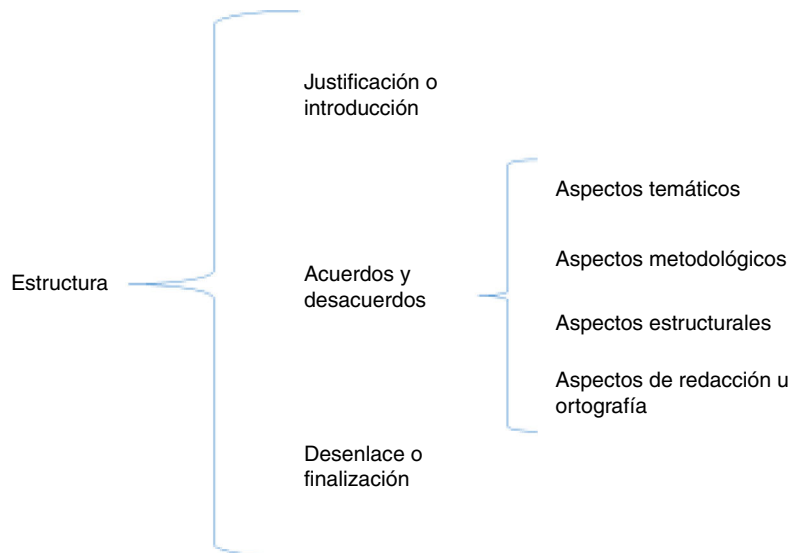 Justificación o
introducción
Aspectos temáticos
Aspectos metodológicos
Estructura
Acuerdos y
desacuerdos
Aspectos estructurales
Aspectos de redacción u
ortografía
Desenlace o
finalización